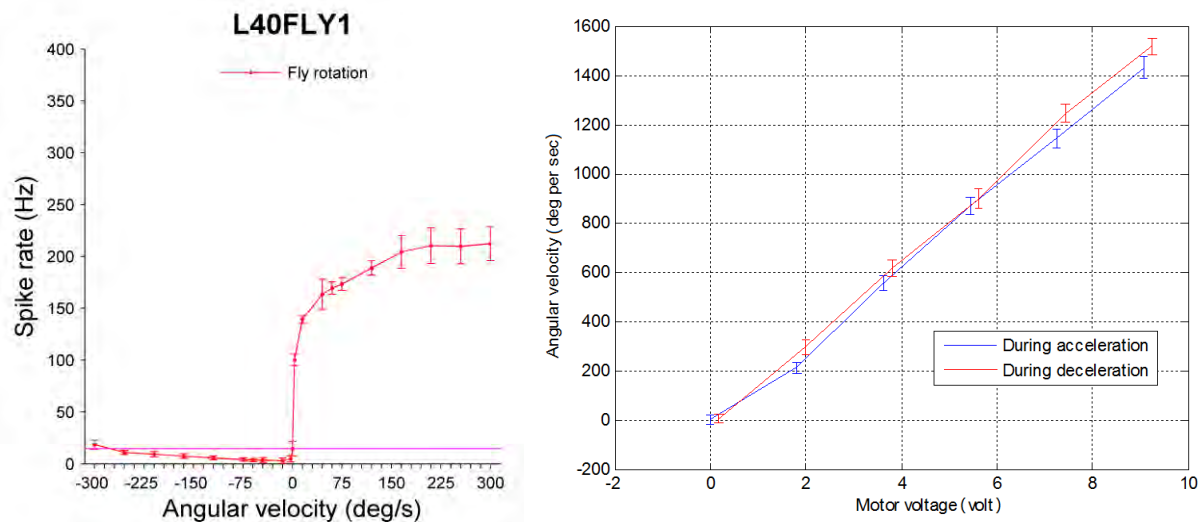 L40FLY1
Fly rotation
Spike rate (Hz)
400
350
300
250
200
150
100
50
0
-300 -225 -150 -75 0 75 150 225 300
Angular velocity (deg/s)
Angular velocity (deg per sec)
1600
1400
1200
1000
800
600
400
200
0
-200
-2 0 2 4 6 8 10
Motor voltage (volt)
During acceleration
During deceleration